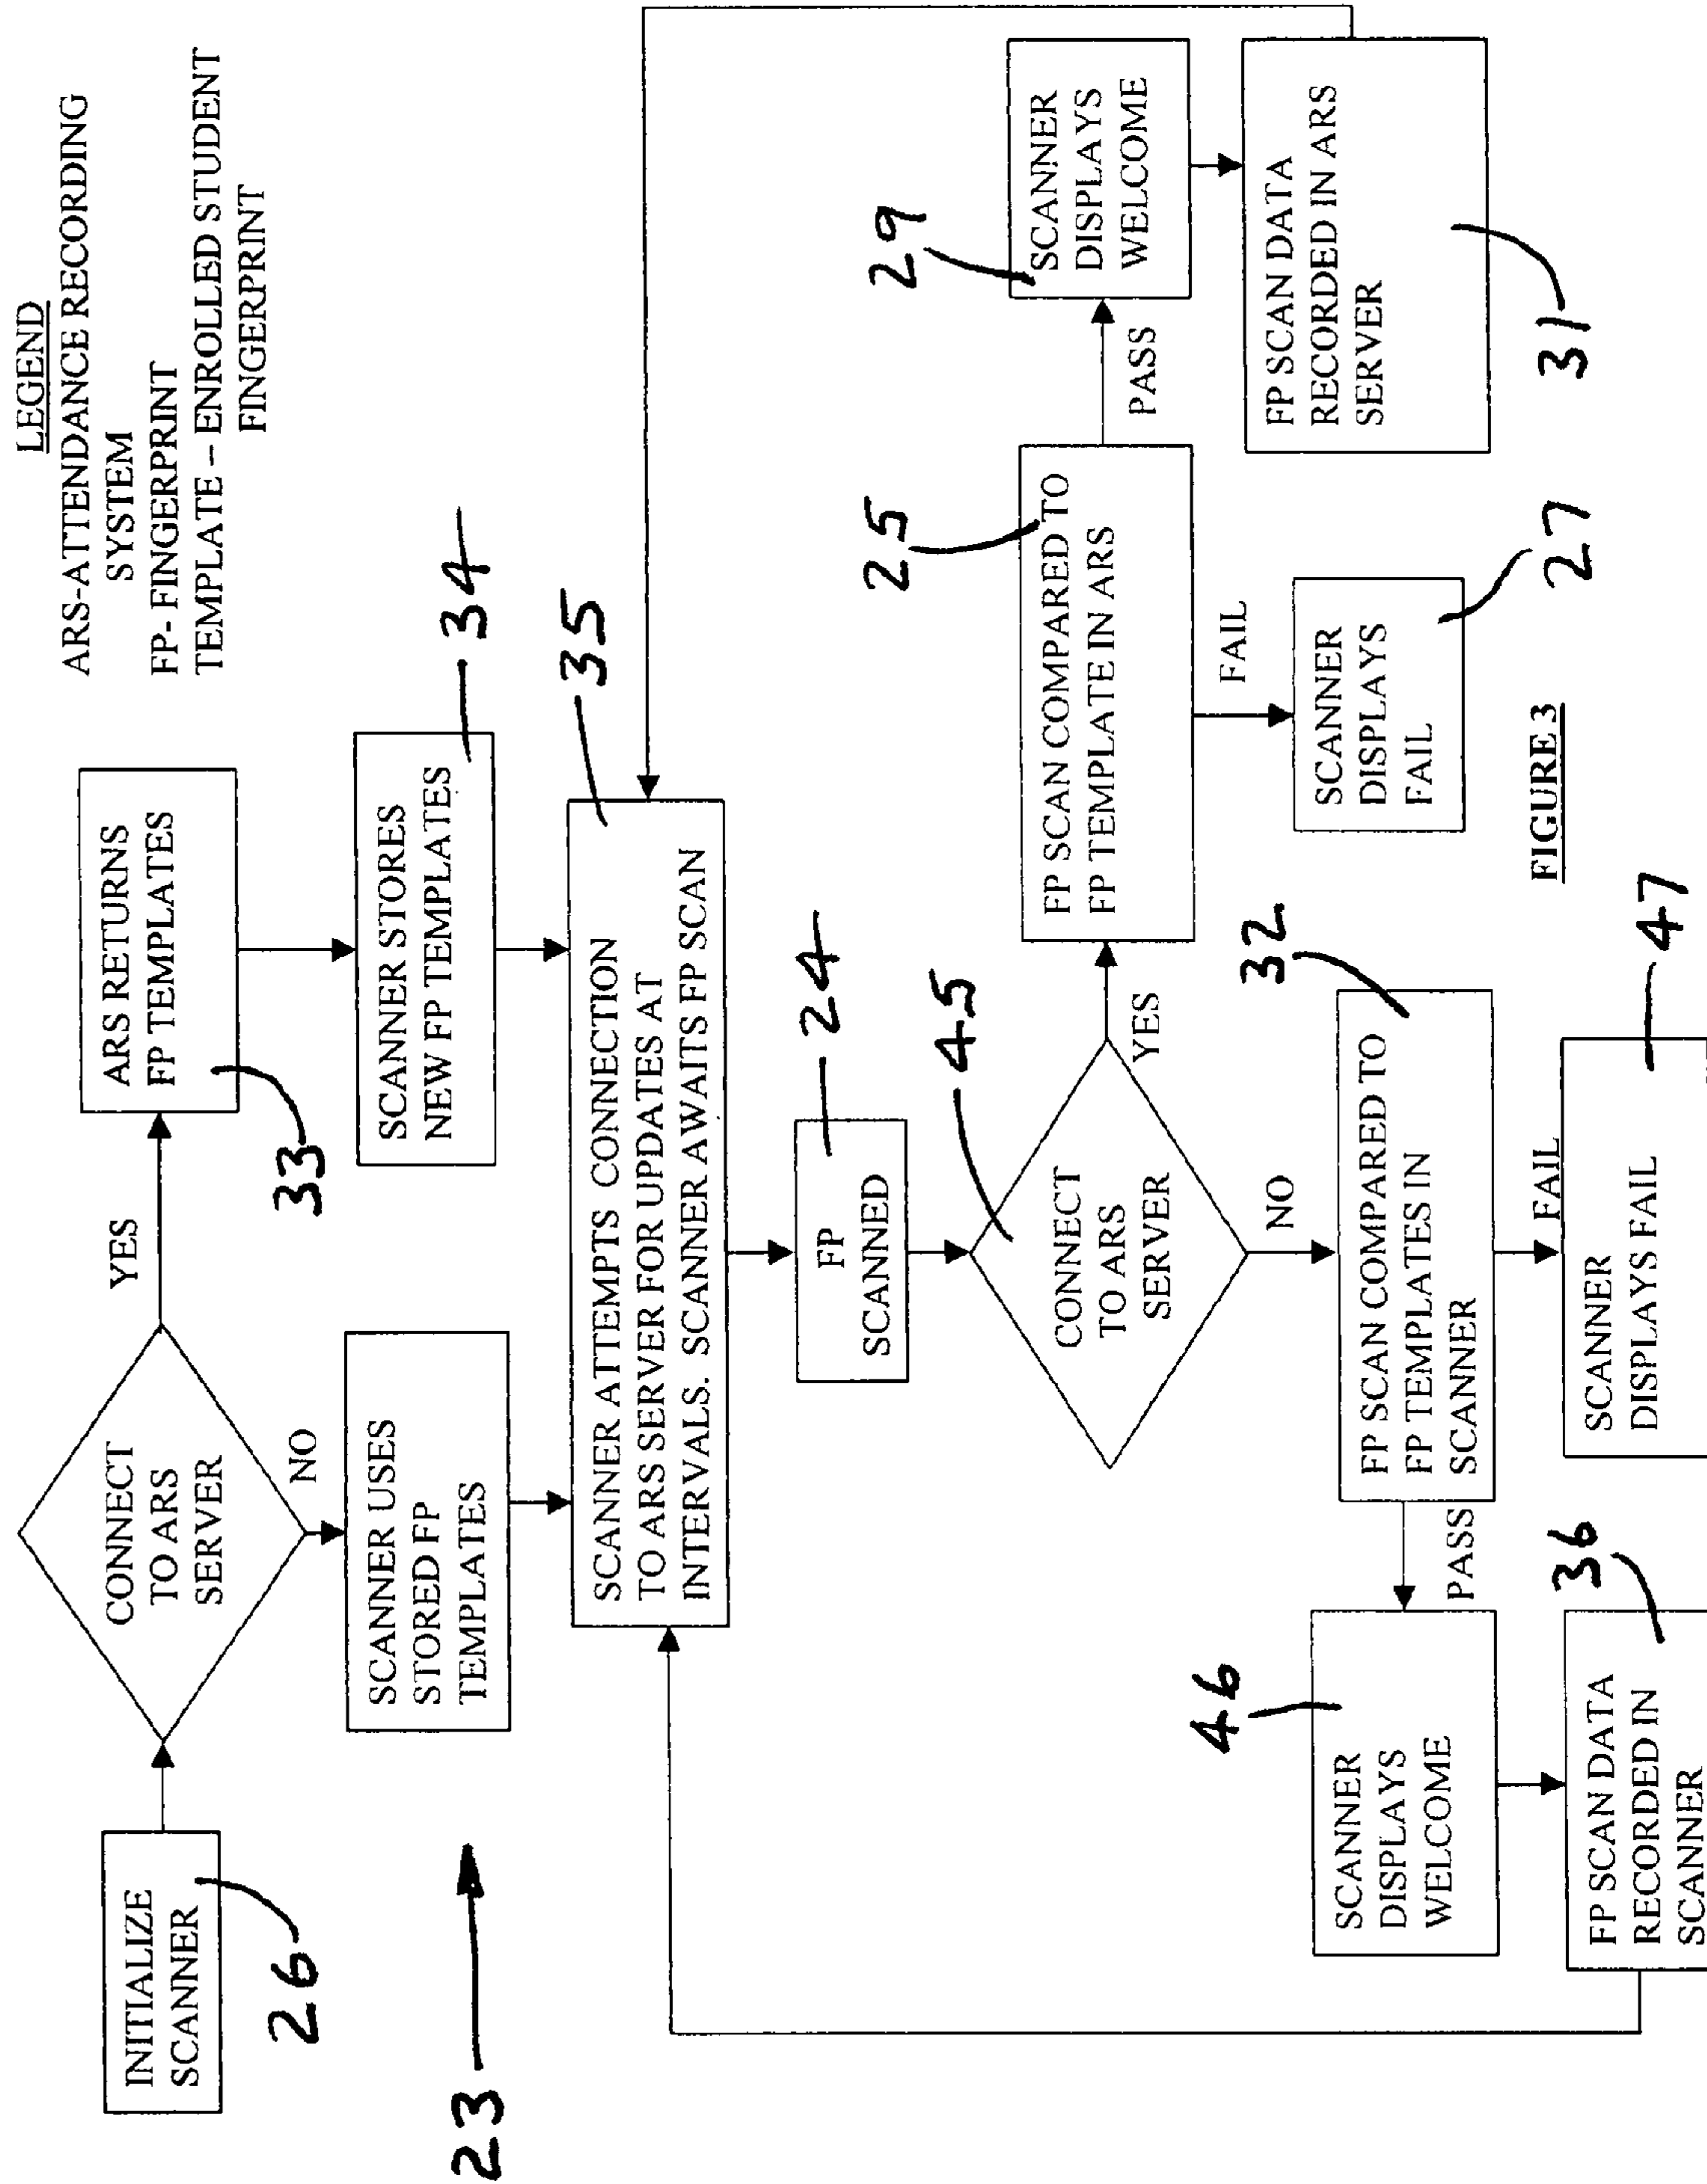 LEGEND
ARS-ATTENDANCE RECORDING
SYSTEM
FP- FINGERPRINT
TEMPLATE – ENROLLED STUDENT
FINGERPRINT
INITIALIZE
SCANNER
26
CONNECT
TO ARS
SERVER
YES
ARS RETURNS
FP TEMPLATES
33
NO
SCANNER USES
STORED FP
TEMPLATES
SCANNER STORES
NEW FP TEMPLATES
34
23
SCANNER ATTEMPTS CONNECTION
TO ARS SERVER FOR UPDATES AT
INTERVALS. SCANNER AWAITS FP SCAN
35
FP
SCANNED
24
CONNECT
TO ARS
SERVER
45
YES
FP SCAN COMPARED TO
FP TEMPLATE IN ARS
25
PASS
SCANNER
DISPLAYS
WELCOME
29
FP SCAN DATA
RECORDED IN ARS
SERVER
31
FAIL
SCANNER
DISPLAYS
FAIL
27
NO
FP SCAN COMPARED TO
FP TEMPLATES IN
SCANNER
32
PASS
SCANNER
DISPLAYS
WELCOME
46
FP SCAN DATA
RECORDED IN
SCANNER
36
FAIL
SCANNER
DISPLAYS FAIL
47
FIGURE 3